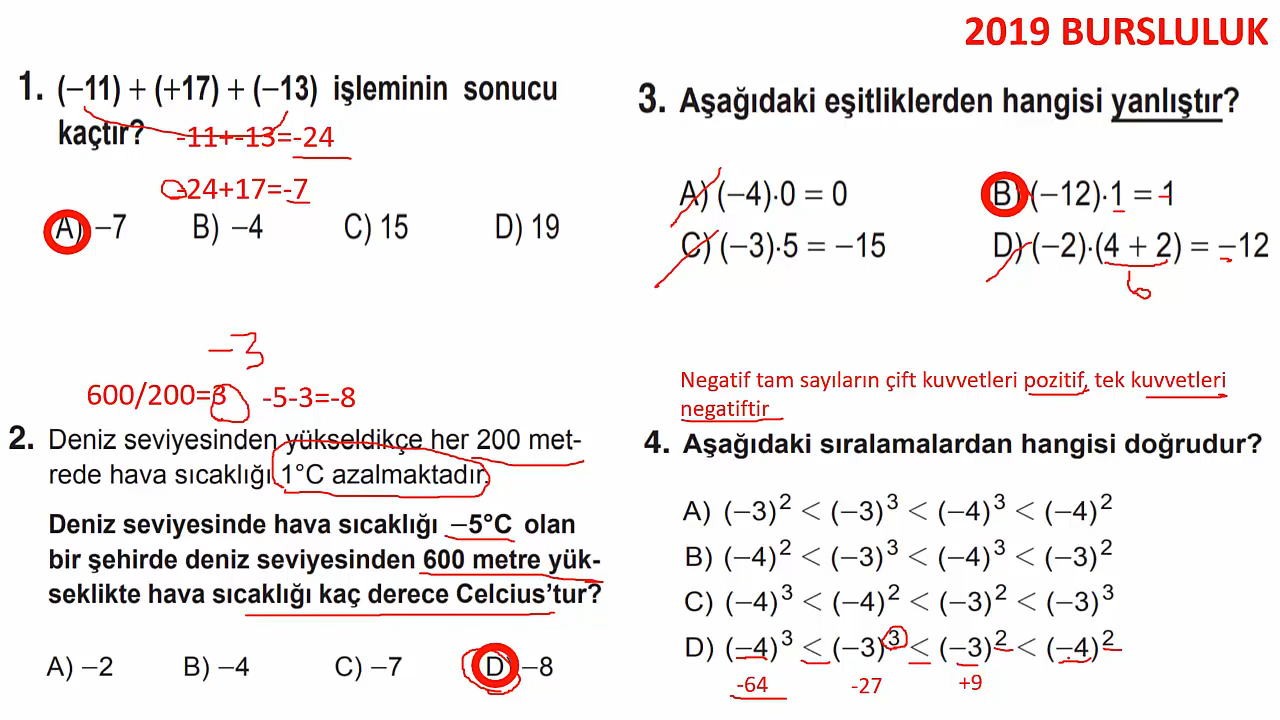 2019 BURSLULUK
1. (−11) + (+17) + (−13) işleminin sonucu
kaçtır?
-11+-13=-24
-24+17=-7
A) −7 B) −4 C) 15 D) 19
−3
600/200=3 -5-3=-8
2. Deniz seviyesinden yükseldikçe her 200 met-
rede hava sıcaklığı 1°C azalmaktadır.
Deniz seviyesinde hava sıcaklığı −5°C olan
bir şehirde deniz seviyesinden 600 metre yük-
seklikte hava sıcaklığı kaç derece Celcius’tur?
A) −2 B) −4 C) −7 D) −8
3. Aşağıdaki eşitliklerden hangisi yanlıştır?
A) (−4)·0 = 0 B) (−12)·1 = -1
C) (−3)·5 = −15 D) (−2)·(4 + 2) = −12
6
Negatif tam sayıların çift kuvvetleri pozitif, tek kuvvetleri
negatiftir
4. Aşağıdaki sıralamalardan hangisi doğrudur?
A) (−3)² < (−3)³ < (−4)³ < (−4)²
B) (−4)² < (−3)³ < (−4)³ < (−3)²
C) (−4)³ < (−4)² < (−3)² < (−3)³
D) (−4)³ < (−3)³ < (−3)² < (−4)²
-64 -27 +9